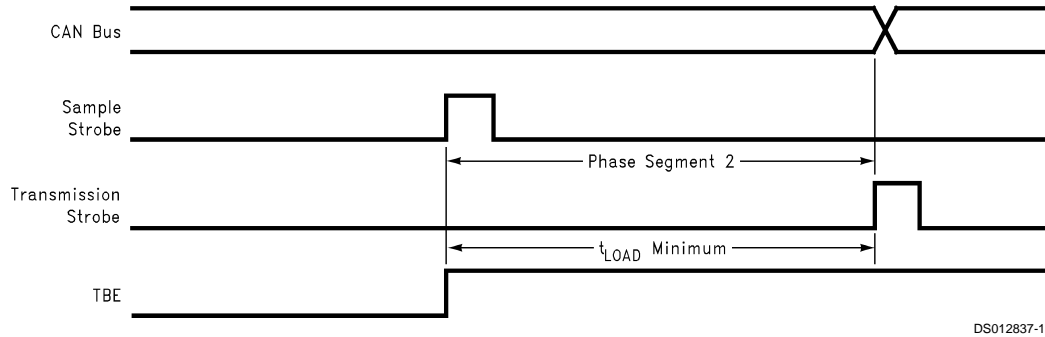 CAN Bus
Sample
Strobe
Phase Segment 2
Transmission
Strobe
tLOAD Minimum
TBE
DS012837-1